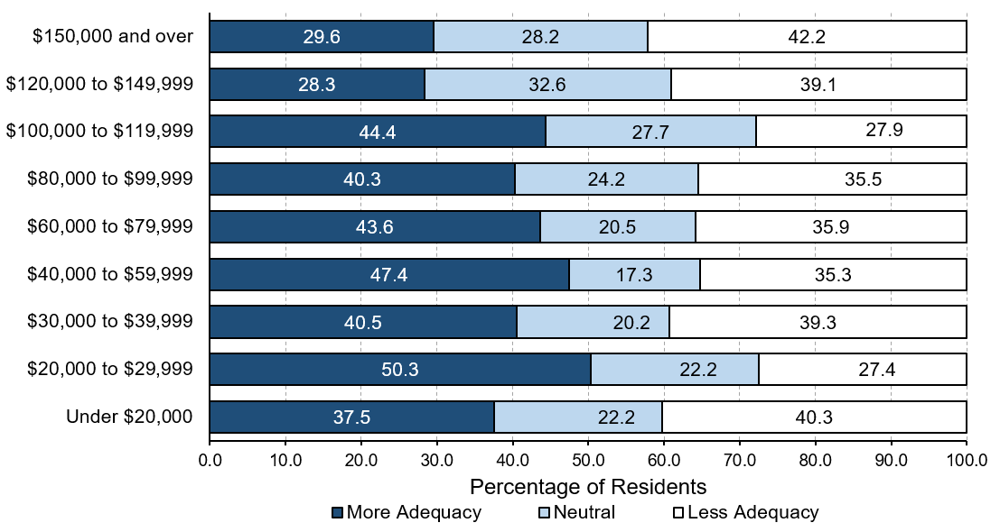 $150,000 and over 29.6 28.2 42.2
$120,000 to $149,999 28.3 32.6 39.1
$100,000 to $119,999 44.4 27.7 27.9
$80,000 to $99,999 40.3 24.2 35.5
$60,000 to $79,999 43.6 20.5 35.9
$40,000 to $59,999 47.4 17.3 35.3
$30,000 to $39,999 40.5 20.2 39.3
$20,000 to $29,999 50.3 22.2 27.4
Under $20,000 37.5 22.2 40.3
0.0 10.0 20.0 30.0 40.0 50.0 60.0 70.0 80.0 90.0 100.0
Percentage of Residents
More Adequacy Neutral Less Adequacy